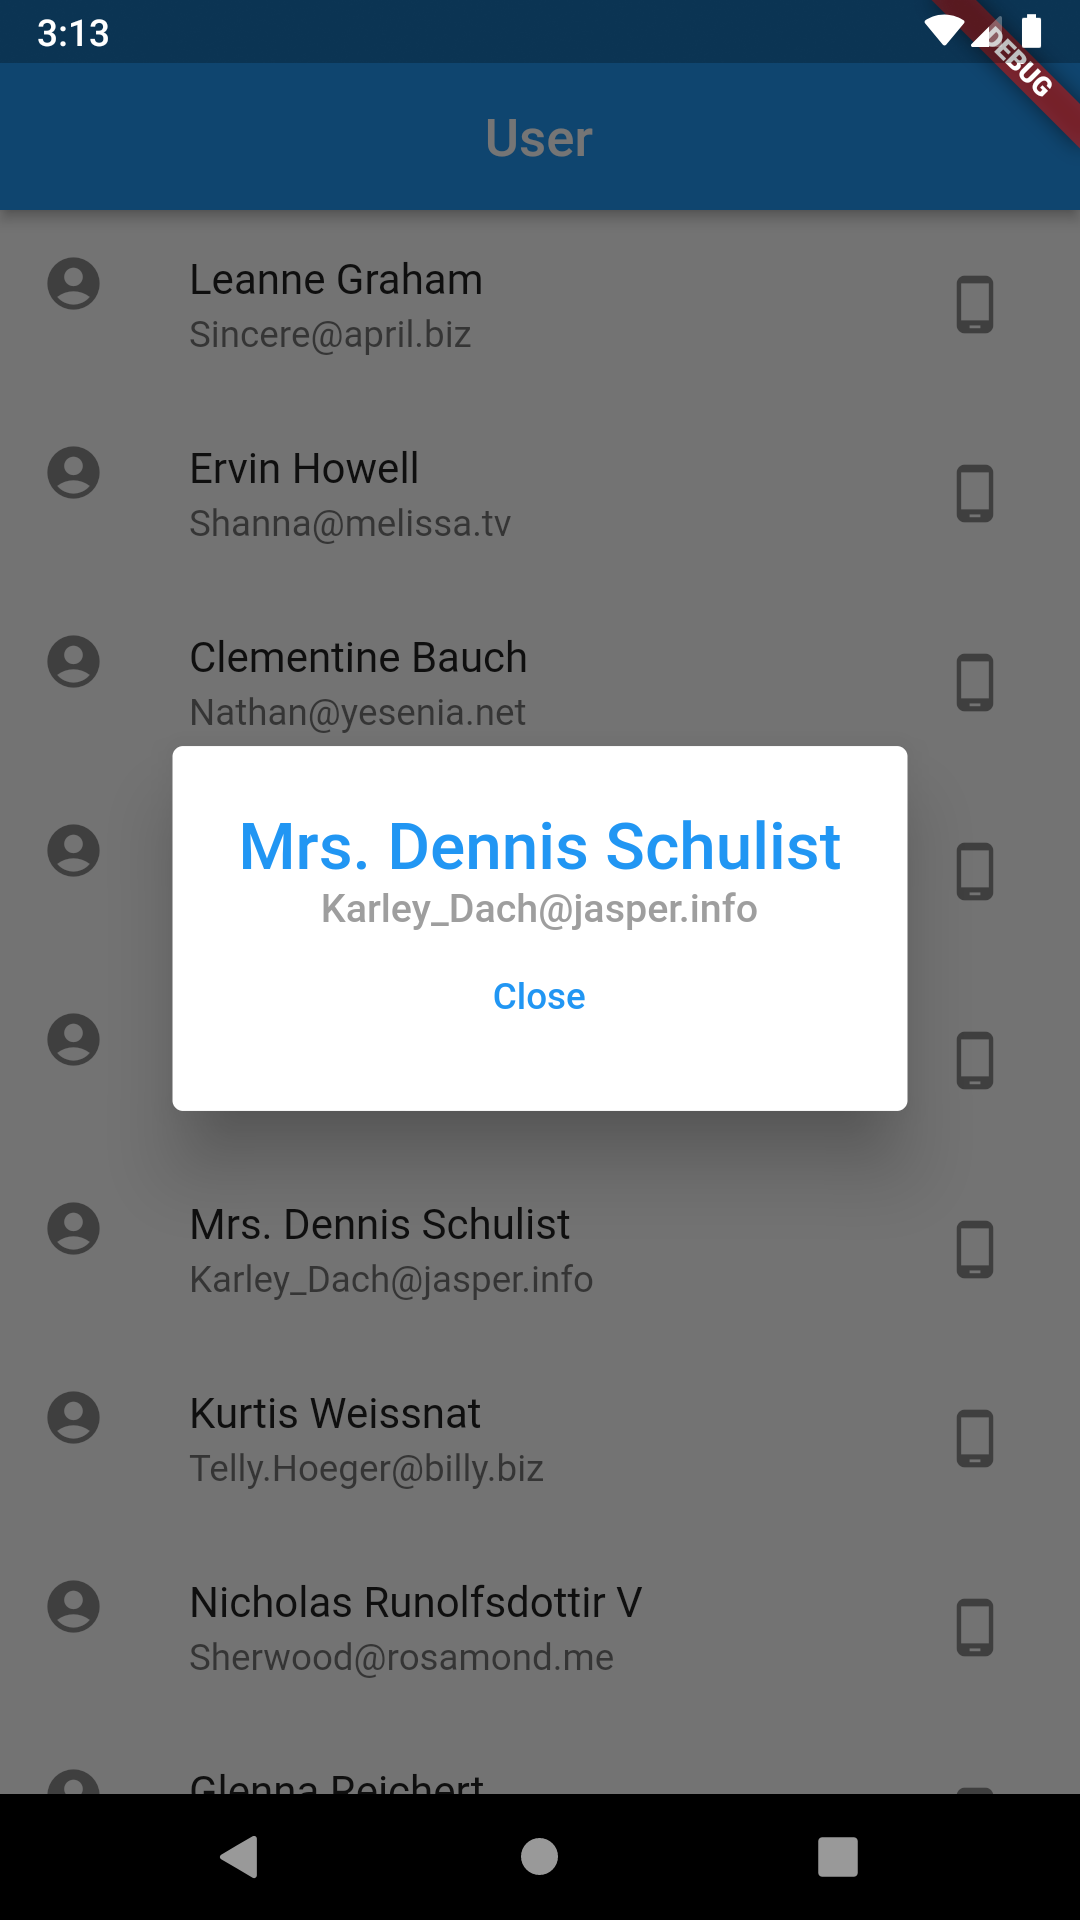 3:13
DEBUG
User
Leanne Graham
Sincere@april.biz
Ervin Howell
Shanna@melissa.tv
Clementine Bauch
Nathan@yesenia.net
Mrs. Dennis Schulist
Karley_Dach@jasper.info
Close
Mrs. Dennis Schulist
Karley_Dach@jasper.info
Kurtis Weissnat
Telly.Hoeger@billy.biz
Nicholas Runolfsdottir V
Sherwood@rosamond.me
Glenna Reichert